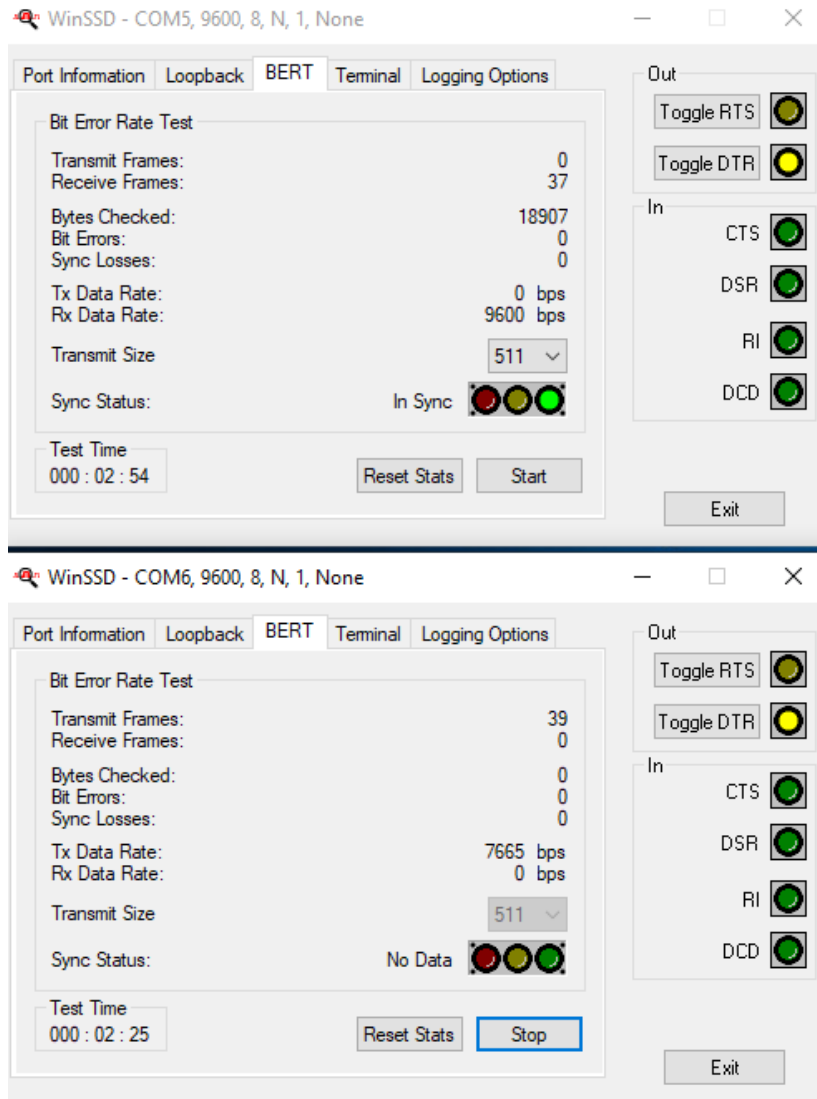 WinSSD - COM5, 9600, 8, N, 1, None
Port Information Loopback BERT Terminal Logging Options
Bit Error Rate Test
Transmit Frames: 0
Receive Frames: 37
Bytes Checked: 18907
Bit Errors: 0
Sync Losses: 0
Tx Data Rate: 0 bps
Rx Data Rate: 9600 bps
Transmit Size 511
Sync Status: In Sync
Test Time
000 : 02 : 54
Reset Stats Start
Out
Toggle RTS
Toggle DTR
In
CTS
DSR
RI
DCD
Exit
WinSSD - COM6, 9600, 8, N, 1, None
Port Information Loopback BERT Terminal Logging Options
Bit Error Rate Test
Transmit Frames: 39
Receive Frames: 0
Bytes Checked: 0
Bit Errors: 0
Sync Losses: 0
Tx Data Rate: 7665 bps
Rx Data Rate: 0 bps
Transmit Size 511
Sync Status: No Data
Test Time
000 : 02 : 25
Reset Stats Stop
Out
Toggle RTS
Toggle DTR
In
CTS
DSR
RI
DCD
Exit